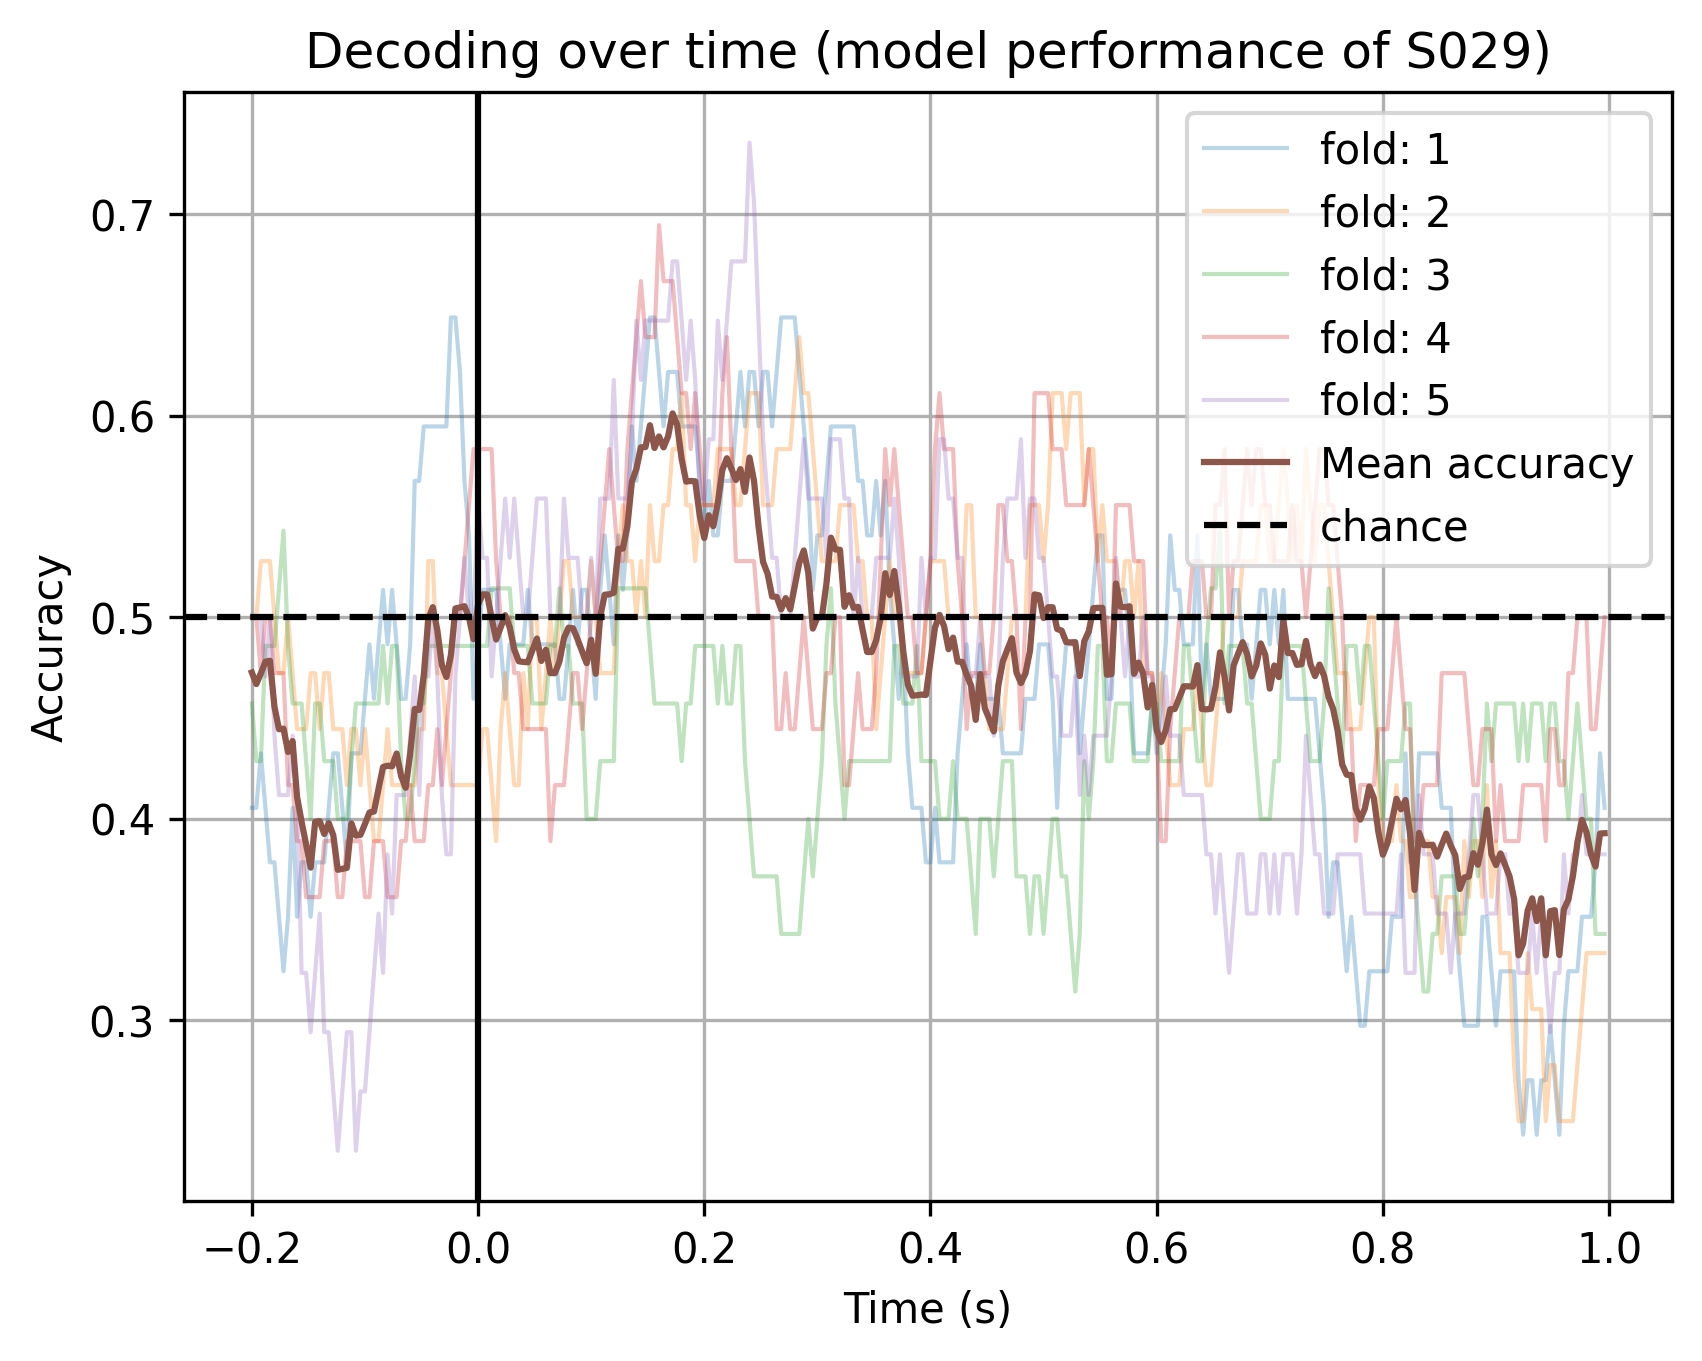 Decoding over time (model performance of S029)
fold: 1
fold: 2
fold: 3
fold: 4
fold: 5
Mean accuracy
chance
Accuracy
0.7
0.6
0.5
0.4
0.3
−0.2 0.0 0.2 0.4 0.6 0.8 1.0
Time (s)